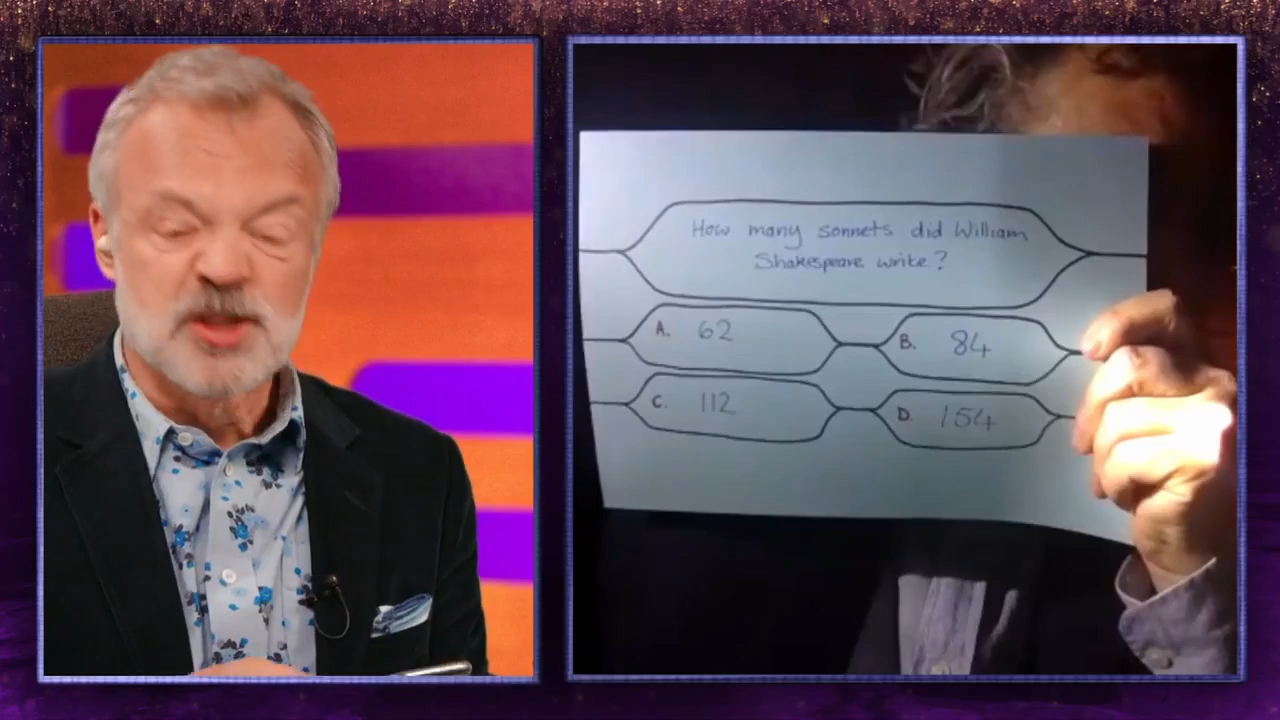 How many sonnets did William
Shakespeare write?
A. 62
B. 84
C. 112
D. 154